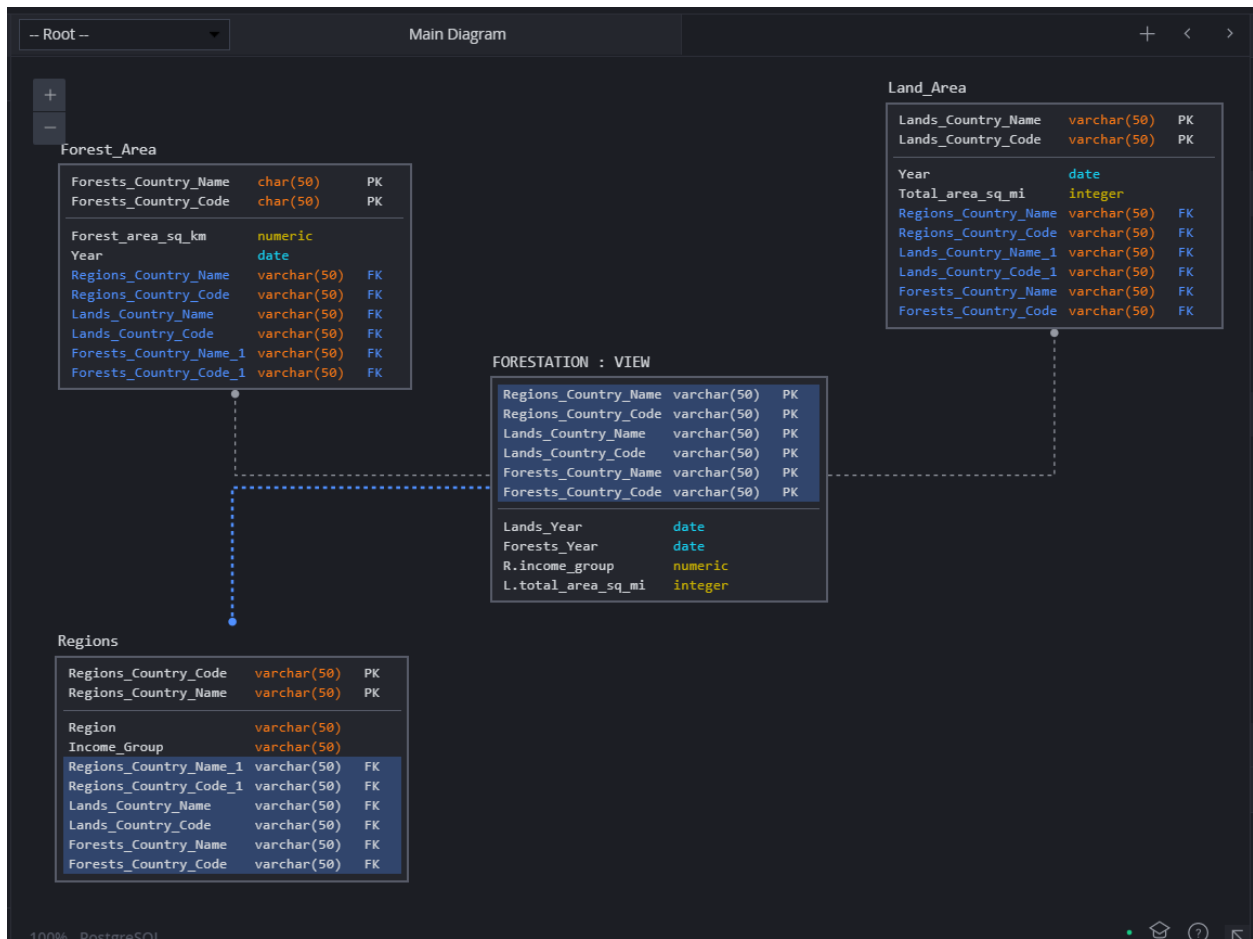 -- Root --
Main Diagram
Land_Area
Lands_Country_Name varchar(50) PK
Lands_Country_Code varchar(50) PK
Year date
Total_area_sq_mi integer
Regions_Country_Name varchar(50) FK
Regions_Country_Code varchar(50) FK
Lands_Country_Name_1 varchar(50) FK
Lands_Country_Code_1 varchar(50) FK
Forests_Country_Name varchar(50) FK
Forests_Country_Code varchar(50) FK
Forest_Area
Forests_Country_Name char(50) PK
Forests_Country_Code char(50) PK
Forest_area_sq_km numeric
Year date
Regions_Country_Name varchar(50) FK
Regions_Country_Code varchar(50) FK
Lands_Country_Name varchar(50) FK
Lands_Country_Code varchar(50) FK
Forests_Country_Name_1 varchar(50) FK
Forests_Country_Code_1 varchar(50) FK
FORESTATION : VIEW
Regions_Country_Name varchar(50) PK
Regions_Country_Code varchar(50) PK
Lands_Country_Name varchar(50) PK
Lands_Country_Code varchar(50) PK
Forests_Country_Name varchar(50) PK
Forests_Country_Code varchar(50) PK
Lands_Year date
Forests_Year date
R.income_group numeric
L.total_area_sq_mi integer
Regions
Regions_Country_Code varchar(50) PK
Regions_Country_Name varchar(50) PK
Region varchar(50)
Income_Group varchar(50)
Regions_Country_Name_1 varchar(50) FK
Regions_Country_Code_1 varchar(50) FK
Lands_Country_Name varchar(50) FK
Lands_Country_Code varchar(50) FK
Forests_Country_Name varchar(50) FK
Forests_Country_Code varchar(50) FK
100% PostgreSQL